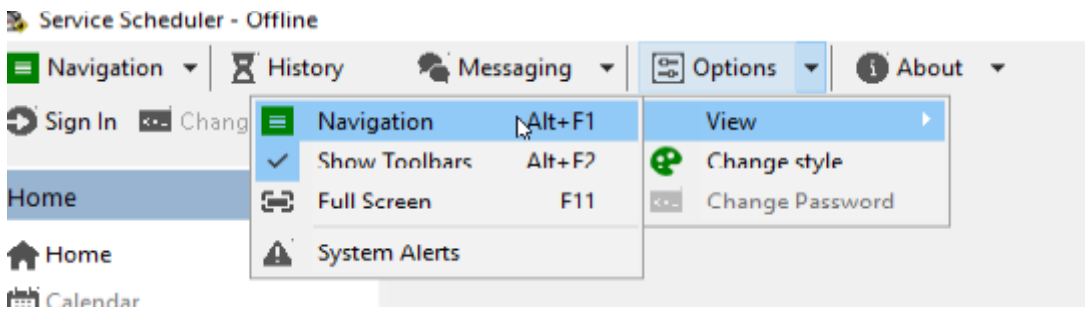 Service Scheduler - Offline
Navigation History Messaging Options About
Sign In Chang
Navigation Alt+F1
Show Toolbars Alt+F2
Full Screen F11
System Alerts
View
Change style
Change Password
Home
Home
Calendar